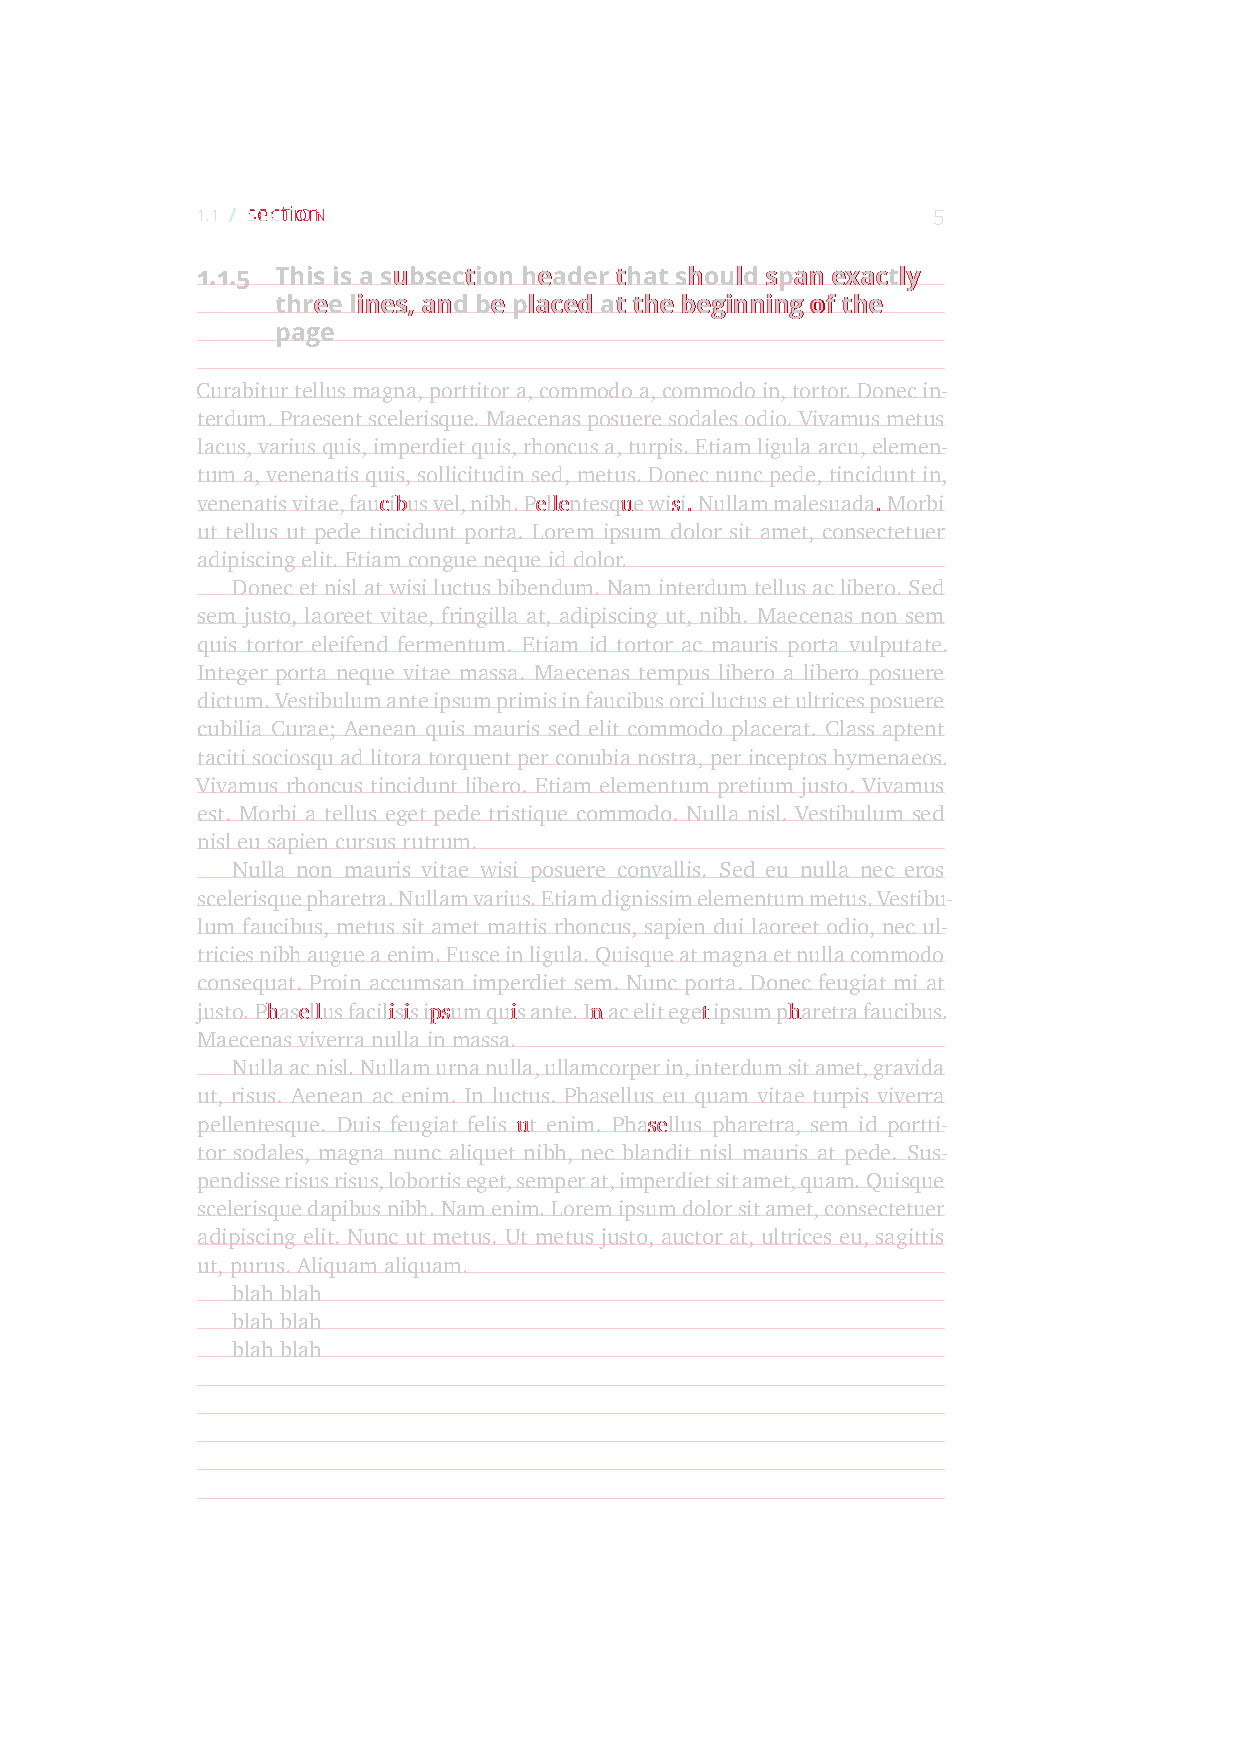 1.1 / section 5
1.1.5 This is a subsection header that should span exactly
three lines, and be placed at the beginning of the
page
Curabitur tellus magna, porttitor a, commodo a, commodo in, tortor. Donec in-
terdum. Praesent scelerisque. Maecenas posuere sodales odio. Vivamus metus
lacus, varius quis, imperdiet quis, rhoncus a, turpis. Etiam ligula arcu, elemen-
tum a, venenatis quis, sollicitudin sed, metus. Donec nunc pede, tincidunt in,
venenatis vitae, faucibus vel, nibh. Pellentesque wisi. Nullam malesuada. Morbi
ut tellus ut pede tincidunt porta. Lorem ipsum dolor sit amet, consectetuer
adipiscing elit. Etiam congue neque id dolor.
Donec et nisl at wisi luctus bibendum. Nam interdum tellus ac libero. Sed
sem justo, laoreet vitae, fringilla at, adipiscing ut, nibh. Maecenas non sem
quis tortor eleifend fermentum. Etiam id tortor ac mauris porta vulputate.
Integer porta neque vitae massa. Maecenas tempus libero a libero posuere
dictum. Vestibulum ante ipsum primis in faucibus orci luctus et ultrices posuere
cubilia Curae; Aenean quis mauris sed elit commodo placerat. Class aptent
taciti sociosqu ad litora torquent per conubia nostra, per inceptos hymenaeos.
Vivamus rhoncus tincidunt libero. Etiam elementum pretium justo. Vivamus
est. Morbi a tellus eget pede tristique commodo. Nulla nisl. Vestibulum sed
nisl eu sapien cursus rutrum.
Nulla non mauris vitae wisi posuere convallis. Sed eu nulla nec eros
scelerisque pharetra. Nullam varius. Etiam dignissim elementum metus. Vestibu-
lum faucibus, metus sit amet mattis rhoncus, sapien dui laoreet odio, nec ul-
tricies nibh augue a enim. Fusce in ligula. Quisque at magna et nulla commodo
consequat. Proin accumsan imperdiet sem. Nunc porta. Donec feugiat mi at
justo. Phasellus facilisis ipsum quis ante. In ac elit eget ipsum pharetra faucibus.
Maecenas viverra nulla in massa.
Nulla ac nisl. Nullam urna nulla, ullamcorper in, interdum sit amet, gravida
ut, risus. Aenean ac enim. In luctus. Phasellus eu quam vitae turpis viverra
pellentesque. Duis feugiat felis ut enim. Phasellus pharetra, sem id portti-
tor sodales, magna nunc aliquet nibh, nec blandit nisl mauris at pede. Sus-
pendisse risus risus, lobortis eget, semper at, imperdiet sit amet, quam. Quisque
scelerisque dapibus nibh. Nam enim. Lorem ipsum dolor sit amet, consectetuer
adipiscing elit. Nunc ut metus. Ut metus justo, auctor at, ultrices eu, sagittis
ut, purus. Aliquam aliquam.
blah blah
blah blah
blah blah